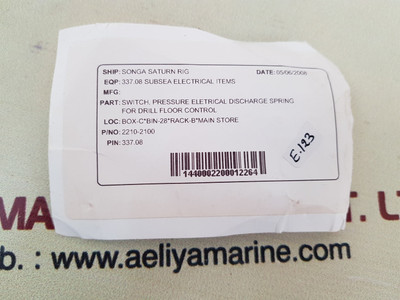 SHIP: SONGA SATURN RIG DATE: 05/06/2008
EQP: 337.08 SUBSEA ELECTRICAL ITEMS
MFG:
PART: SWITCH, PRESSURE ELETRICAL DISCHARGE SPRING
FOR DRILL FLOOR CONTROL
LOC: BOX-C*BIN-28*RACK-B*MAIN STORE
P/NO: 2210-2100
PIN: 337.08
E.123
1440002200012264
MA T. LT
b. : www.aeliyamarine.com